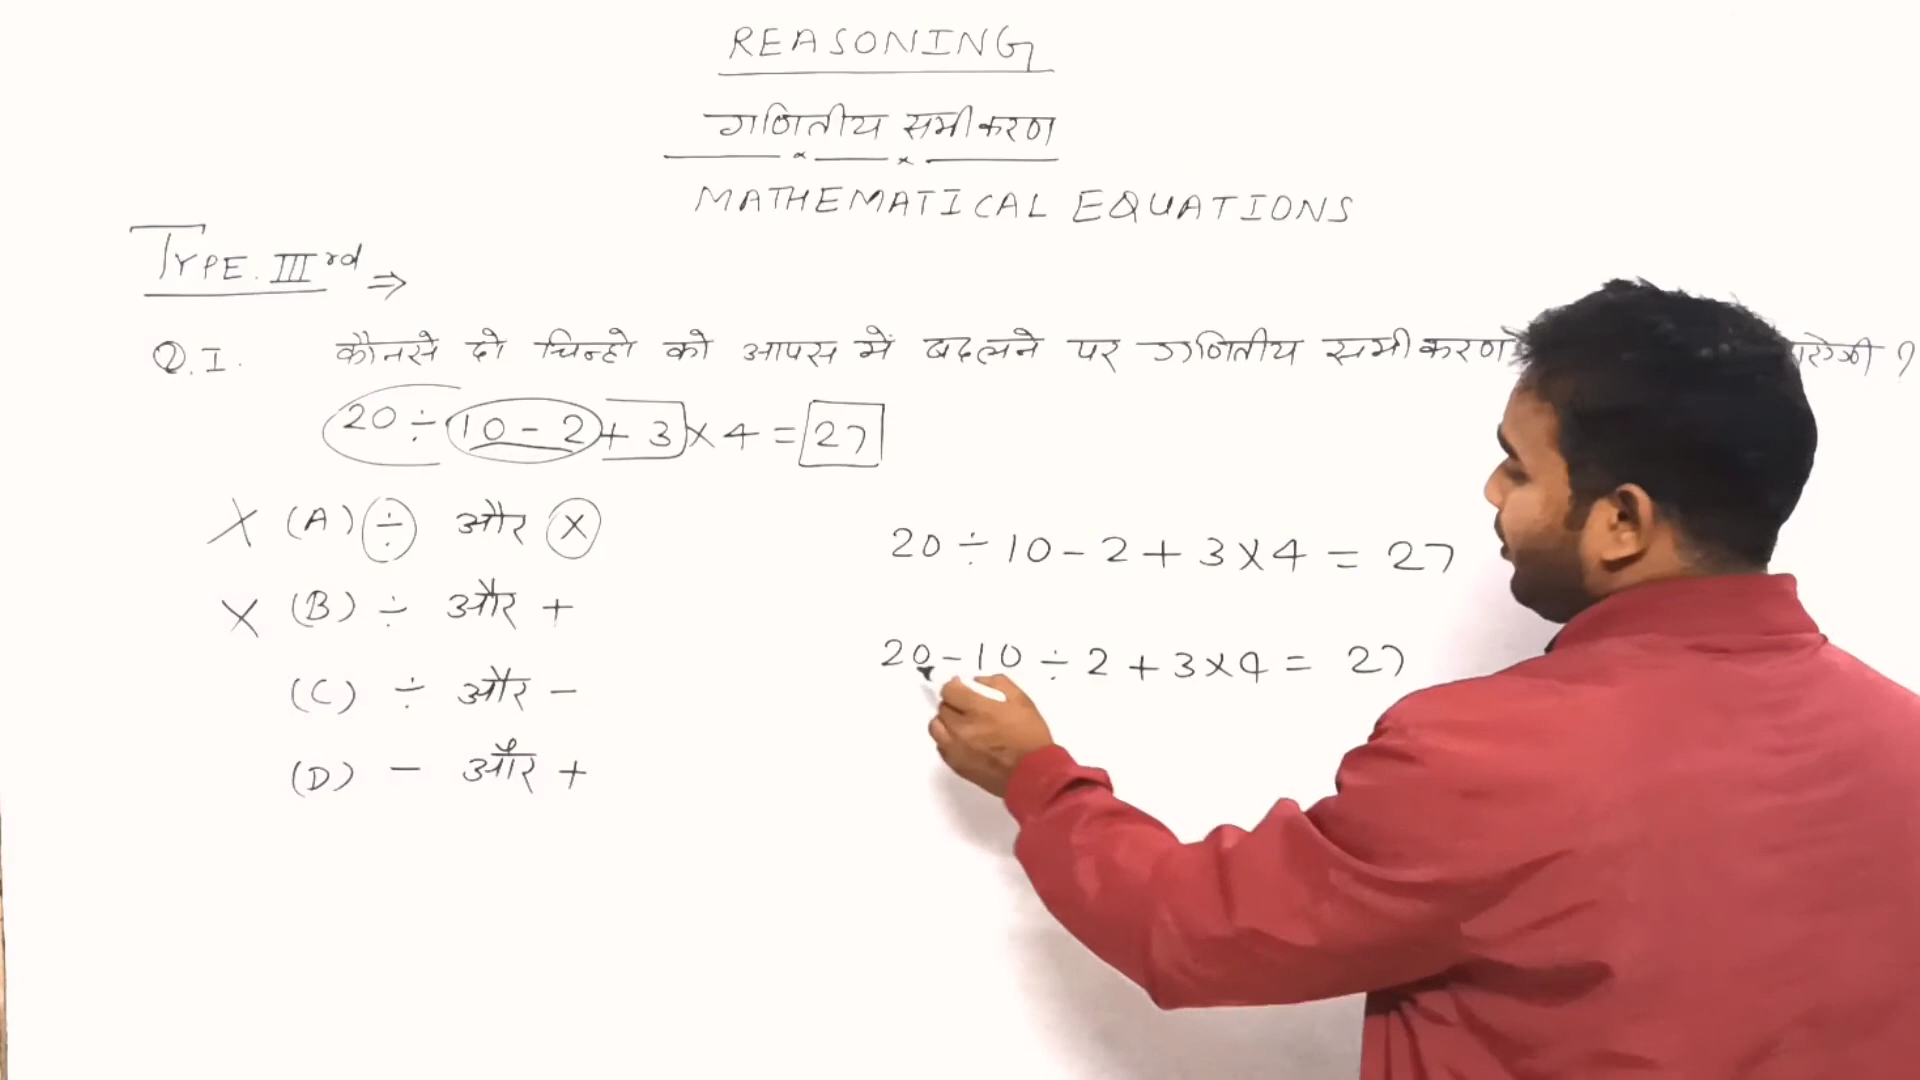 REASONING
गणितीय समीकरण
MATHEMATICAL EQUATIONS
TYPE. III rd ⇒
Q.I. कौनसे दो चिन्हो को आपस में बदलने पर गणितीय समीकरण ?
20 ÷ 10 - 2 + 3 × 4 = 27
X (A) ÷ और ×
X (B) ÷ और +
(C) ÷ और -
(D) - और +
20 ÷ 10 - 2 + 3 × 4 = 27
20 - 10 ÷ 2 + 3 × 4 = 27